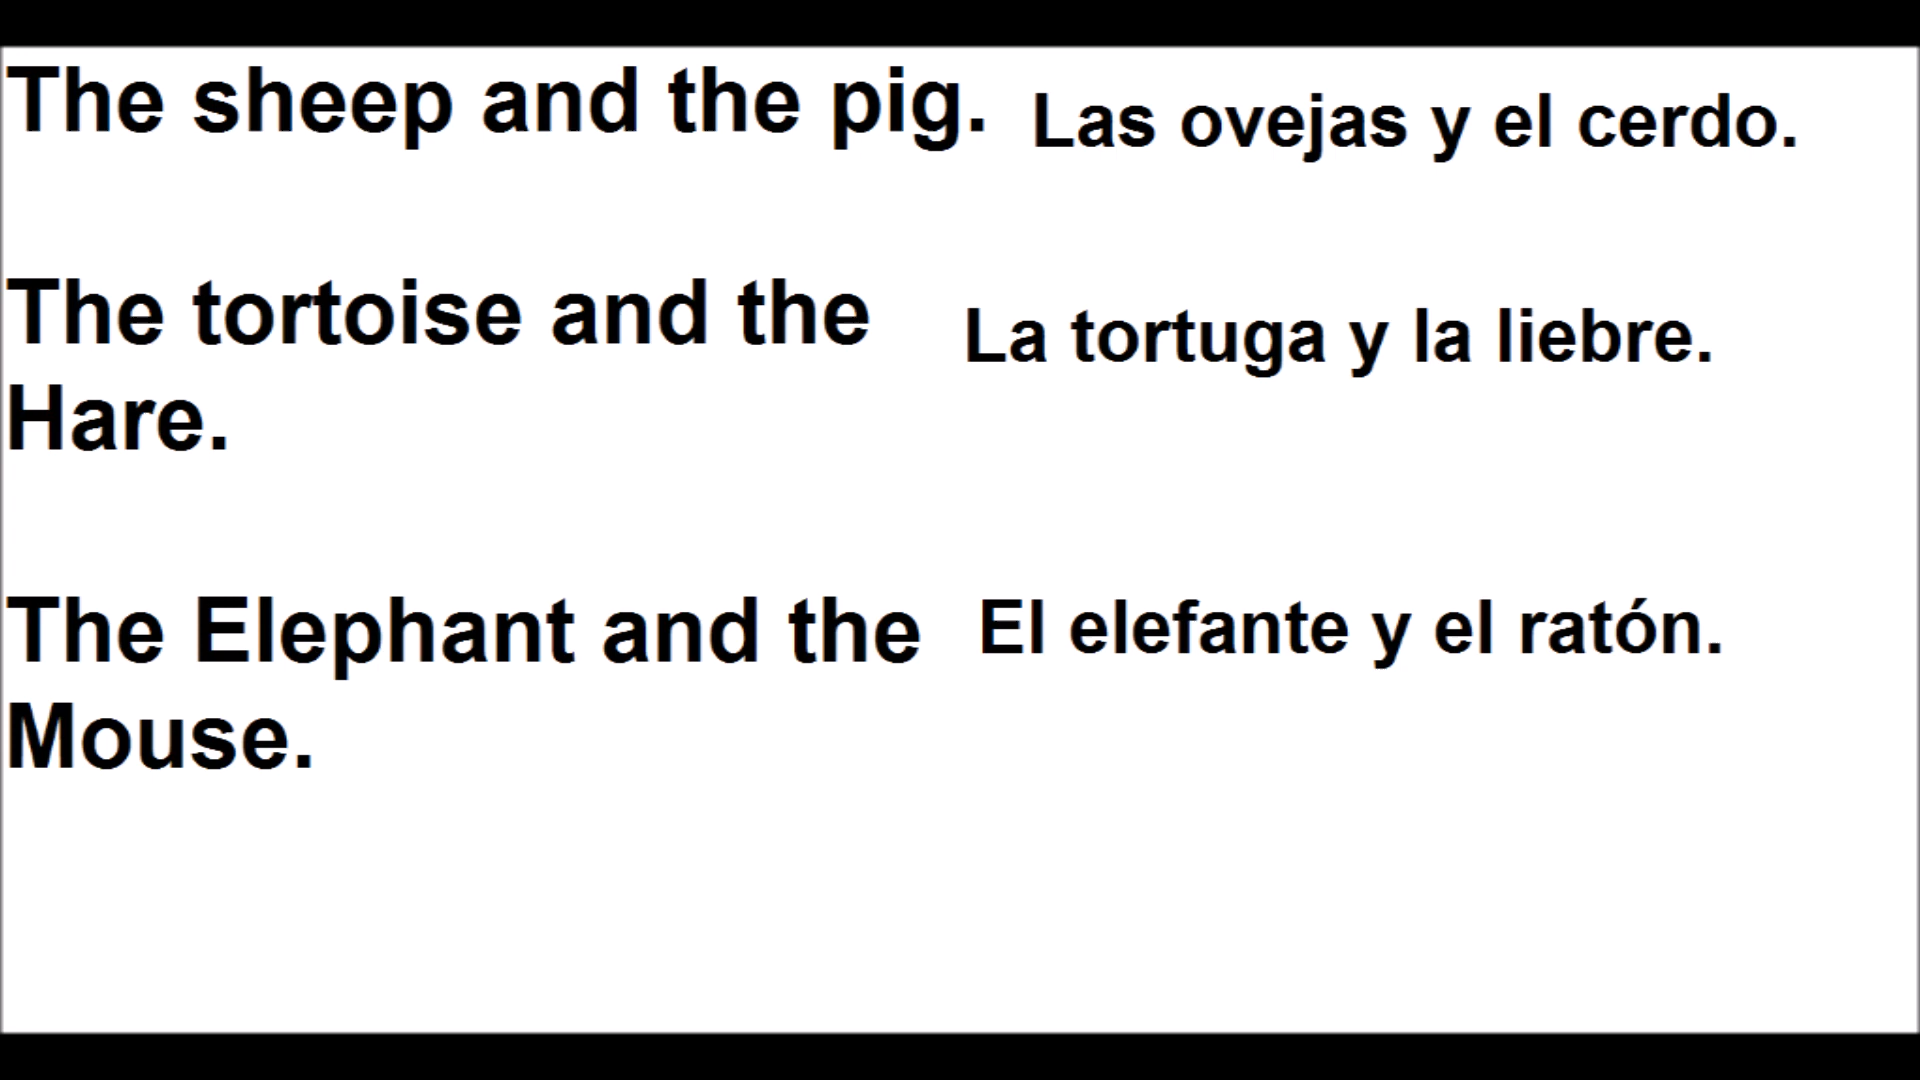 The sheep and the pig. Las ovejas y el cerdo.
The tortoise and the La tortuga y la liebre.
Hare.
The Elephant and the El elefante y el ratón.
Mouse.